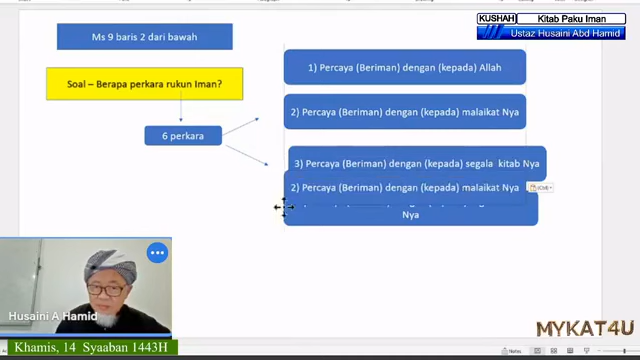 KUSHAH Kitab Paku Iman
Ustaz Husaini Abd Hamid
Ms 9 baris 2 dari bawah
Soal – Berapa perkara rukun Iman?
6 perkara
1) Percaya (Beriman) dengan (kepada) Allah
2) Percaya (Beriman) dengan (kepada) malaikat Nya
3) Percaya (Beriman) dengan (kepada) segala kitab Nya
2) Percaya (Beriman) dengan (kepada) malaikat Nya
(Ctrl)
Nya
Husaini A Hamid
Khamis, 14 Syaaban 1443H
MYKAT4U
Notes